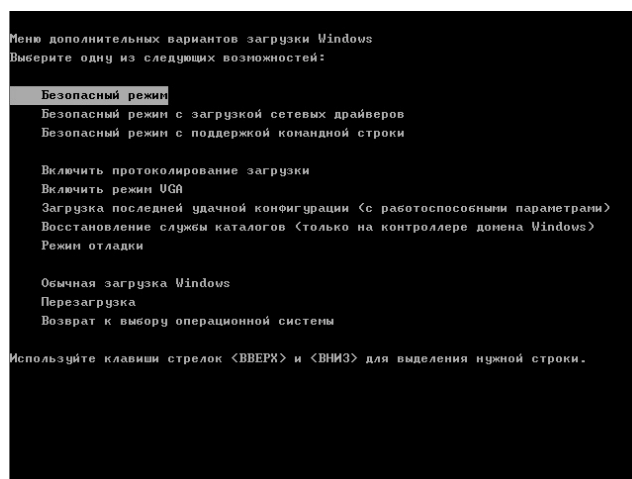 Меню дополнительных вариантов загрузки Windows
Выберите одну из следующих возможностей:
Безопасный режим
Безопасный режим с загрузкой сетевых драйверов
Безопасный режим с поддержкой командной строки
Включить протоколирование загрузки
Включить режим VGA
Загрузка последней удачной конфигурации (с работоспособными параметрами)
Восстановление службы каталогов (только на контроллере домена Windows)
Режим отладки
Обычная загрузка Windows
Перезагрузка
Возврат к выбору операционной системы
Используйте клавиши стрелок <ВВЕРХ> и <ВНИЗ> для выделения нужной строки.